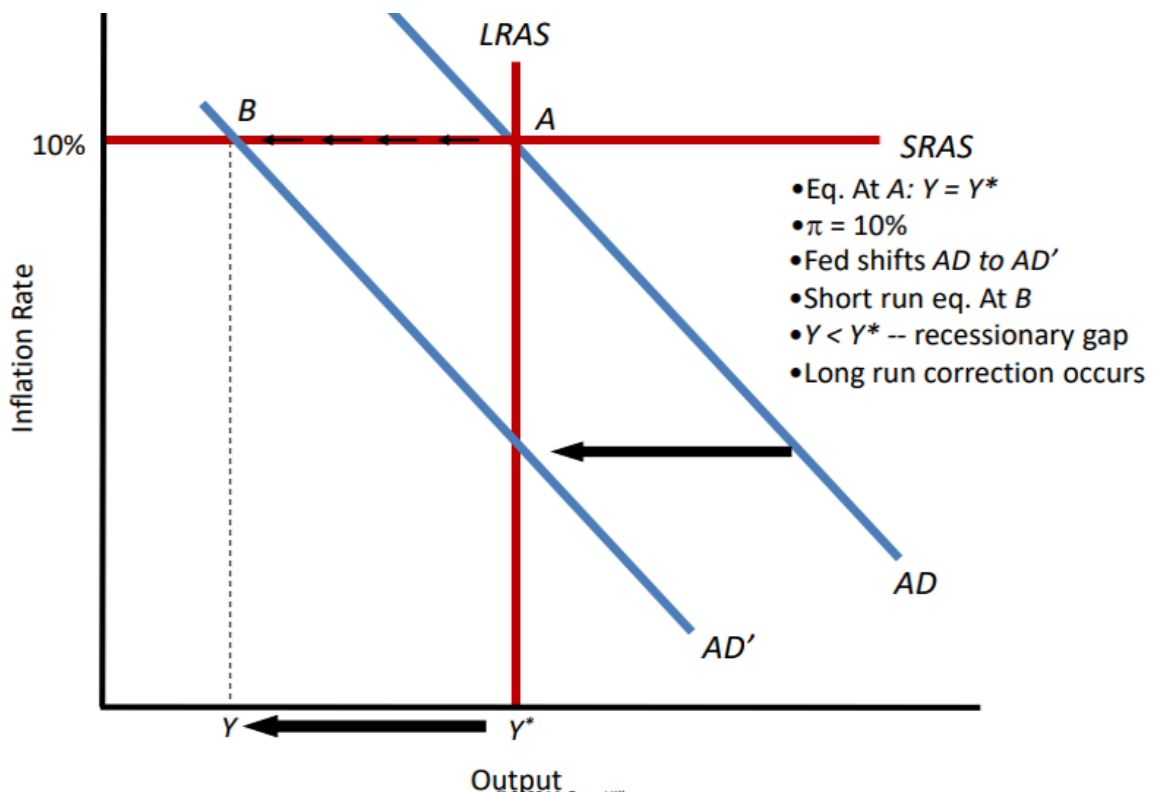 LRAS
B
A
10%
SRAS
•Eq. At A: Y = Y*
•π = 10%
•Fed shifts AD to AD’
•Short run eq. At B
•Y < Y* -- recessionary gap
•Long run correction occurs
Inflation Rate
AD
AD’
Y
Y*
Output